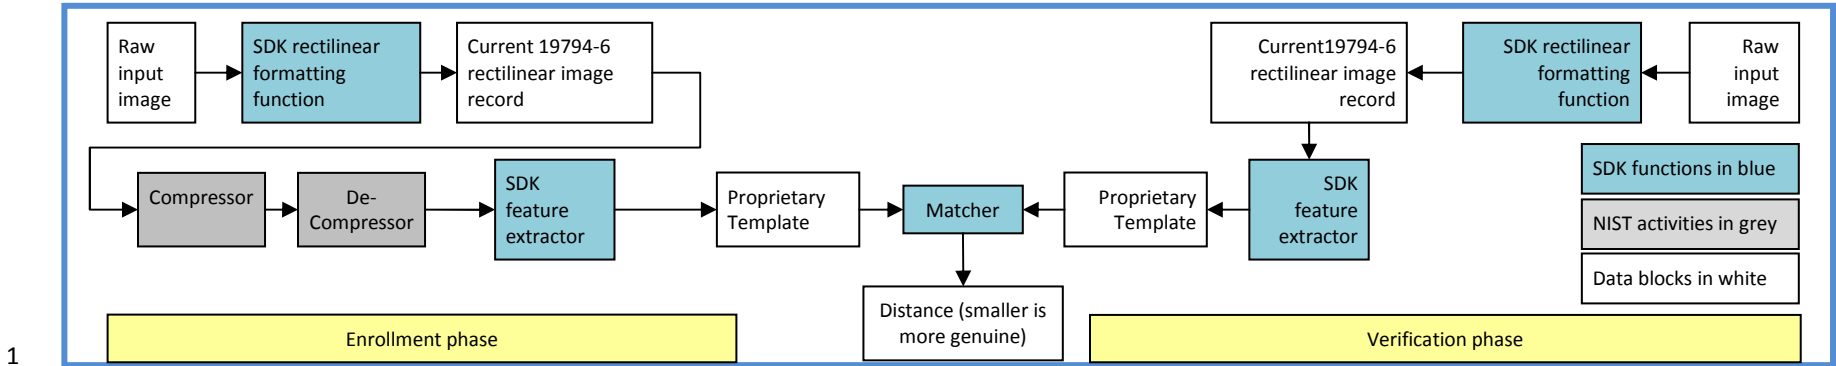 Raw
input
image
SDK rectilinear
formatting
function
Current 19794-6
rectilinear image
record
Current19794-6
rectilinear image
record
SDK rectilinear
formatting
function
Raw
input
image
Compressor
De-
Compressor
SDK
feature
extractor
Proprietary
Template
Matcher
Proprietary
Template
SDK
feature
extractor
SDK functions in blue
NIST activities in grey
Data blocks in white
Distance (smaller is
more genuine)
Enrollment phase
Verification phase
1